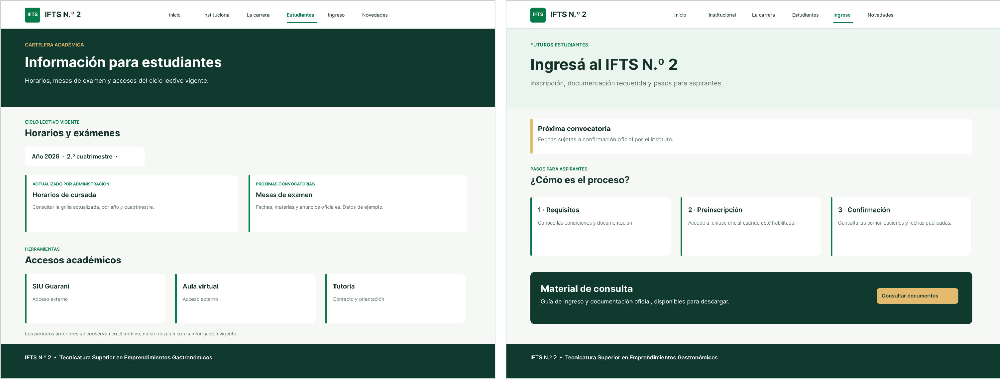 IFTS
IFTS N.º 2
Inicio
Institucional
La carrera
Estudiantes
Ingreso
Novedades
CARTELERA ACADÉMICA
Información para estudiantes
Horarios, mesas de examen y accesos del ciclo lectivo vigente.
CICLO LECTIVO VIGENTE
Horarios y exámenes
Año 2026 · 2.º cuatrimestre ▾
ACTUALIZADO POR ADMINISTRACIÓN
Horarios de cursada
Consultar la grilla actualizada, por año y cuatrimestre.
PRÓXIMAS CONVOCATORIAS
Mesas de examen
Fechas, materias y anuncios oficiales. Datos de ejemplo.
HERRAMIENTAS
Accesos académicos
SIU Guaraní
Acceso externo
Aula virtual
Acceso externo
Tutoría
Contacto y orientación
Los períodos anteriores se conservan en el archivo, no se mezclan con la información vigente.
IFTS N.º 2 • Tecnicatura Superior en Emprendimientos Gastronómicos
IFTS
IFTS N.º 2
Inicio
Institucional
La carrera
Estudiantes
Ingreso
Novedades
FUTUROS ESTUDIANTES
Ingresá al IFTS N.º 2
Inscripción, documentación requerida y pasos para aspirantes.
Próxima convocatoria
Fechas sujetas a confirmación oficial por el instituto.
PASOS PARA ASPIRANTES
¿Cómo es el proceso?
1 · Requisitos
Conocé las condiciones y documentación.
2 · Preinscripción
Accedé al enlace oficial cuando esté habilitado.
3 · Confirmación
Consultá las comunicaciones y fechas publicadas.
Material de consulta
Guía de ingreso y documentación oficial, disponibles para descargar.
Consultar documentos
IFTS N.º 2 • Tecnicatura Superior en Emprendimientos Gastronómicos